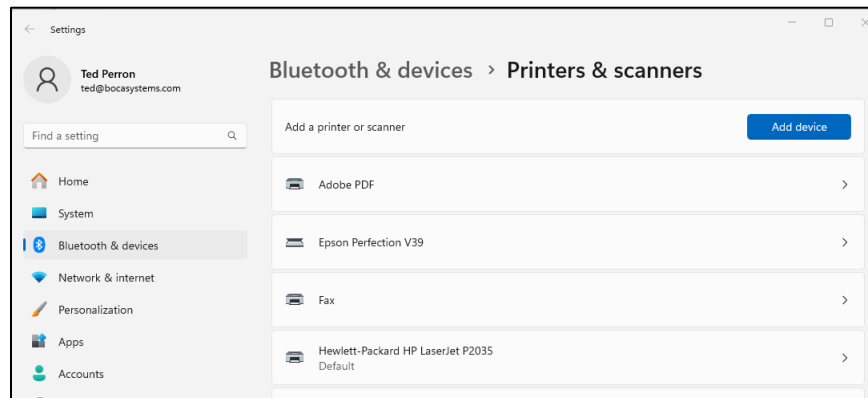 Settings
Ted Perron
ted@bocasystems.com
Find a setting
Home
System
Bluetooth & devices
Network & internet
Personalization
Apps
Accounts
Bluetooth & devices > Printers & scanners
Add a printer or scanner
Add device
Adobe PDF
Epson Perfection V39
Fax
Hewlett-Packard HP LaserJet P2035
Default